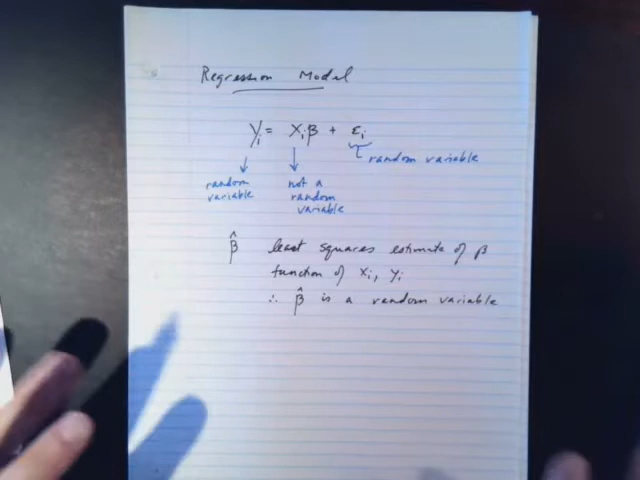 Regression Model
Yᵢ = Xᵢβ + εᵢ
random variable
random
variable
not a
random
variable
β̂ least squares estimate of β
function of Xᵢ, Yᵢ
∴ β̂ is a random variable